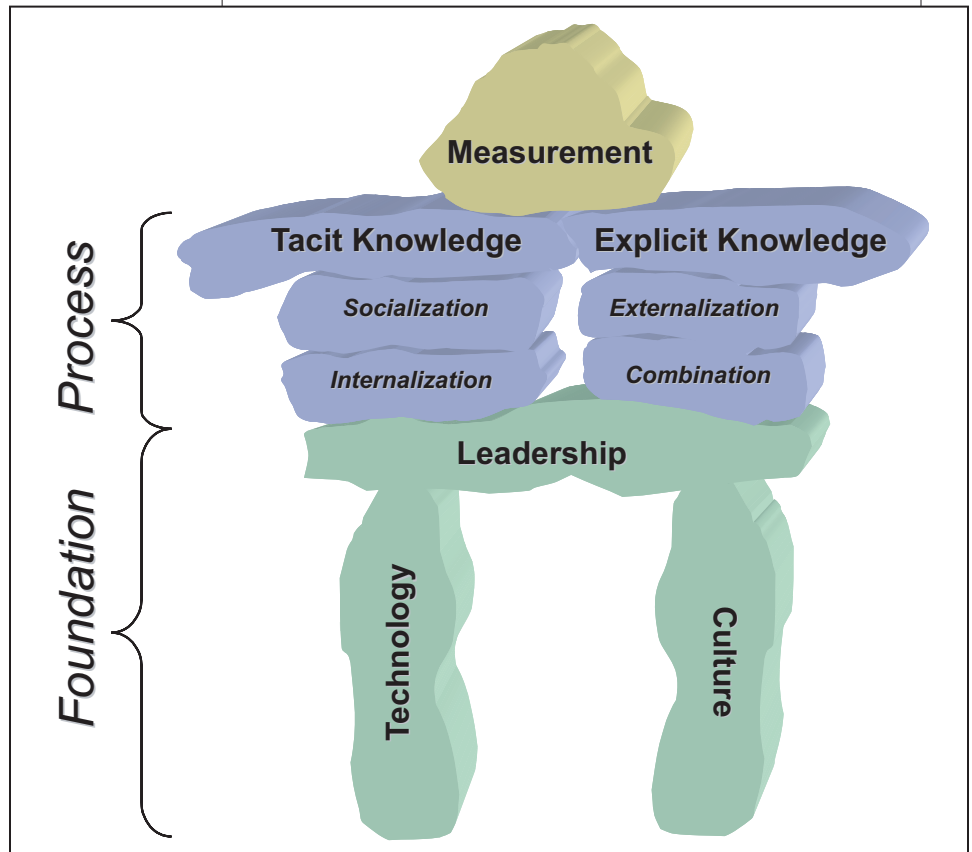 Measurement
Process
Tacit Knowledge
Explicit Knowledge
Socialization
Externalization
Internalization
Combination
Foundation
Leadership
Technology
Culture